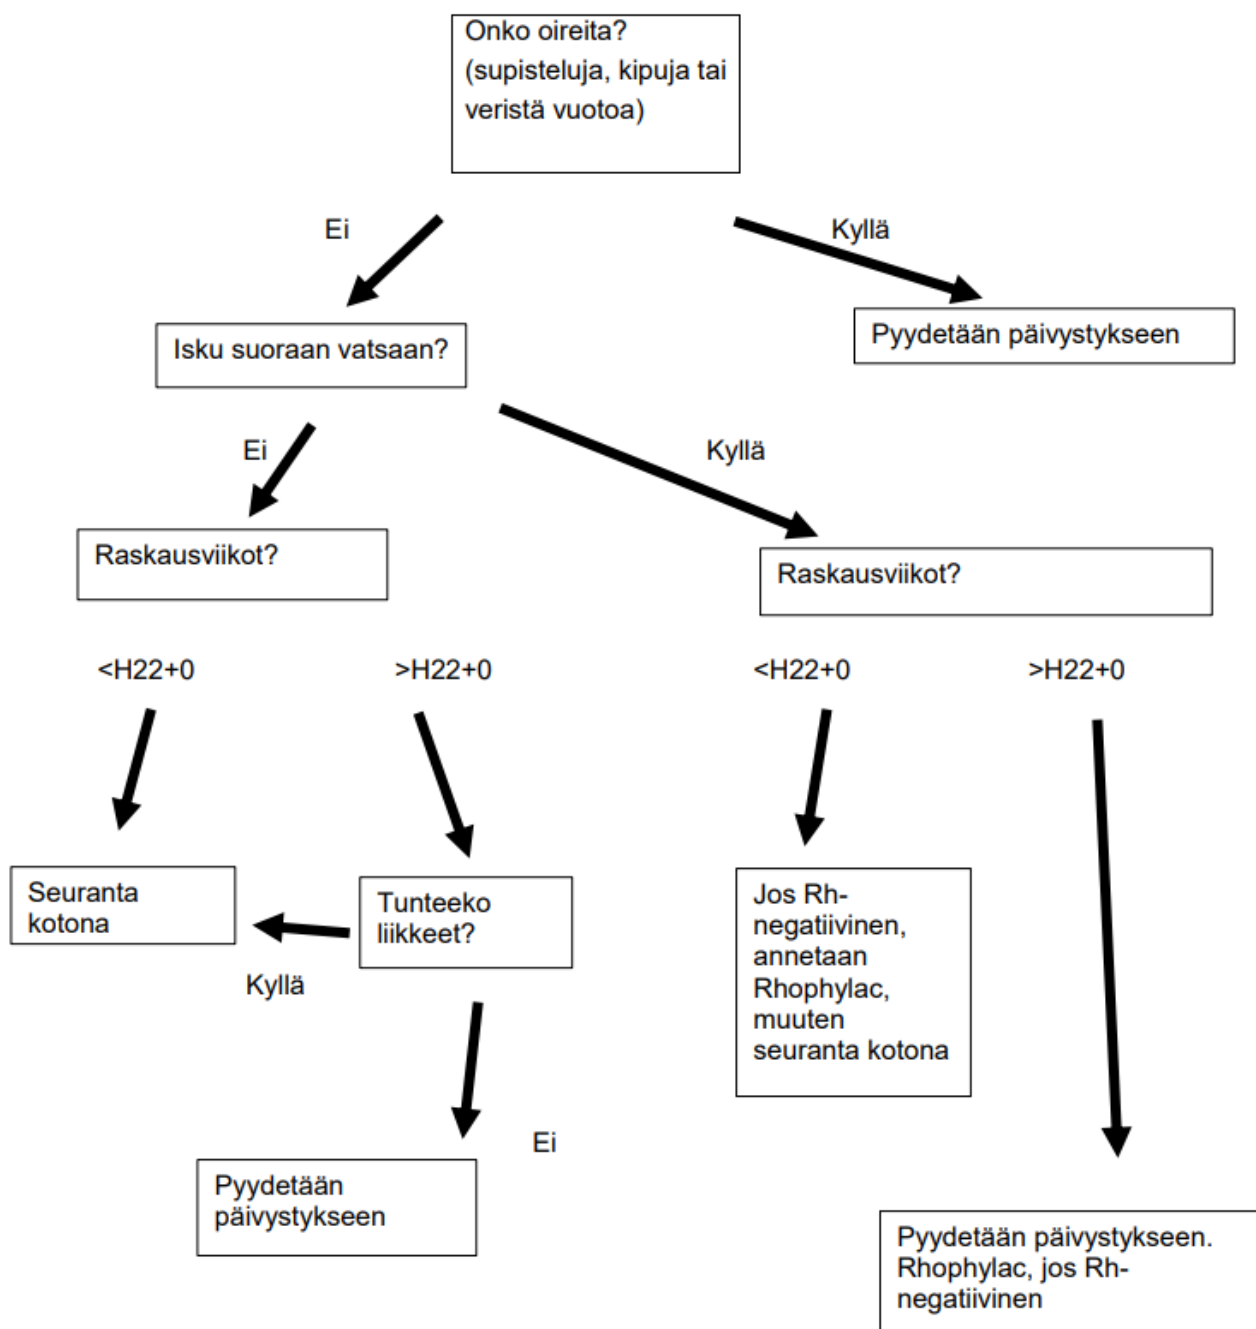 Onko oireita?
(supisteluja, kipuja tai
veristä vuotoa)
Ei
Kyllä
Isku suoraan vatsaan?
Pyydetään päivystykseen
Ei
Kyllä
Raskausviikot?
Raskausviikot?
<H22+0
>H22+0
<H22+0
>H22+0
Seuranta
kotona
Tunteeko
liikkeet?
Kyllä
Jos Rh-
negatiivinen,
annetaan
Rhophylac,
muuten
seuranta kotona
Ei
Pyydetään
päivystykseen
Pyydetään päivystykseen.
Rhophylac, jos Rh-
negatiivinen